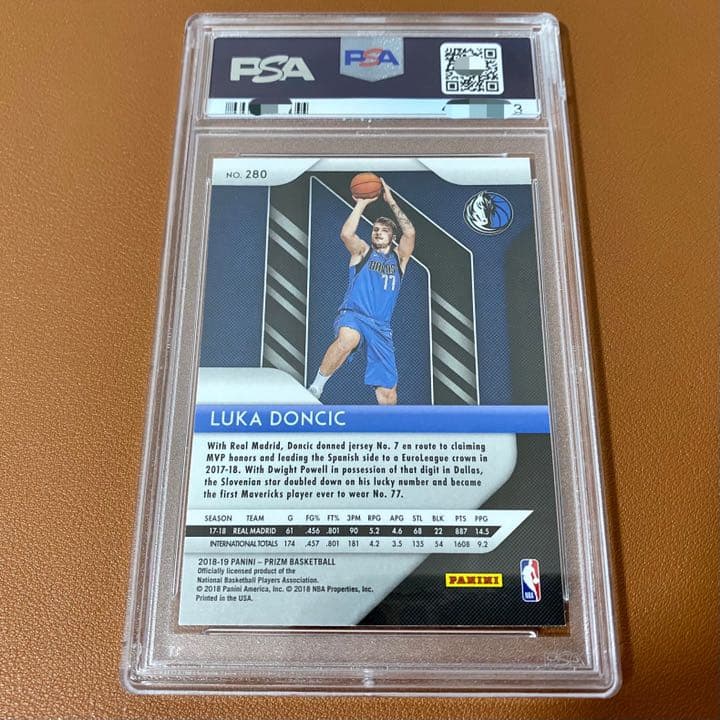 PSA
PSA
3
NO. 280
DALLAS
77
LUKA DONCIC
With Real Madrid, Doncic donned jersey No. 7 en route to claiming
MVP honors and leading the Spanish side to a EuroLeague crown in
2017-18. With Dwight Powell in possession of that digit in Dallas,
the Slovenian star doubled down on his lucky number and became
the first Mavericks player ever to wear No. 77.
SEASON TEAM G FG% FT% 3PM RPG APG STL BLK PTS PPG
17-18 REAL MADRID 61 .456 .801 90 5.2 4.6 68 22 887 14.5
INTERNATIONAL TOTALS 174 .457 .801 181 4.2 3.5 135 54 1608 9.2
2018-19 PANINI – PRIZM BASKETBALL
Officially licensed product of the
National Basketball Players Association.
© 2018 Panini America, Inc. © 2018 NBA Properties, Inc.
Printed in the USA.
PANINI
NBA
PSA